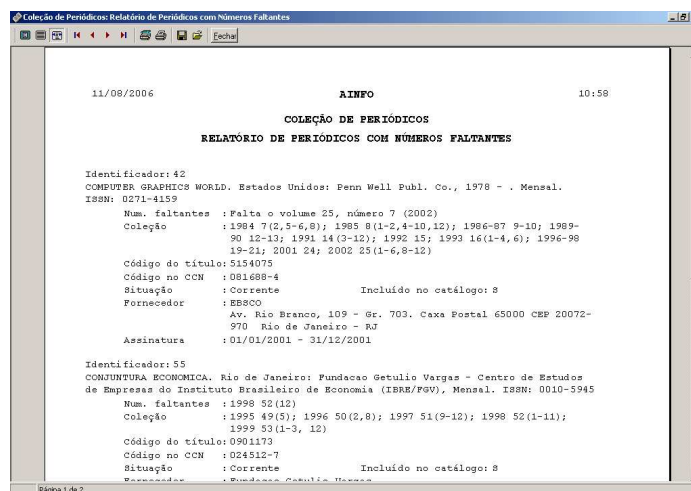 Coleção de Periódicos: Relatório de Periódicos com Números Faltantes
Fechar
11/08/2006 AINFO 10:58
COLEÇÃO DE PERIÓDICOS
RELATÓRIO DE PERIÓDICOS COM NÚMEROS FALTANTES
Identificador: 42
COMPUTER GRAPHICS WORLD. Estados Unidos: Penn Well Publ. Co., 1978 - . Mensal.
ISSN: 0271-4159
Num. faltantes : Falta o volume 25, número 7 (2002)
Coleção : 1984 7(2,5-6,8); 1985 8(1-2,4-10,12); 1986-87 9-10; 1989-
90 12-13; 1991 14(3-12); 1992 15; 1993 16(1-4, 6); 1996-98
19-21; 2001 24; 2002 25(1-6,8-12)
Código do título: 5154075
Código no CCN : 081688-4
Situação : Corrente Incluído no catálogo: S
Fornecedor : EBSCO
Av. Rio Branco, 109 - Gr. 703. Caxa Postal 65000 CEP 20072-
970 Rio de Janeiro - RJ
Assinatura : 01/01/2001 - 31/12/2001
Identificador: 55
CONJUNTURA ECONOMICA. Rio de Janeiro: Fundacao Getulio Vargas - Centro de Estudos
de Empresas do Instituto Brasileiro de Economia (IBRE/FGV), Mensal. ISSN: 0010-5945
Num. faltantes : 1998 52(12)
Coleção : 1995 49(5); 1996 50(2,8); 1997 51(9-12); 1998 52(1-11);
1999 53(1-3, 12)
Código do título: 0901173
Código no CCN : 024512-7
Situação : Corrente Incluído no catálogo: S
Fornecedor : Fundacao Getulio Vargas
Página 1 de 2